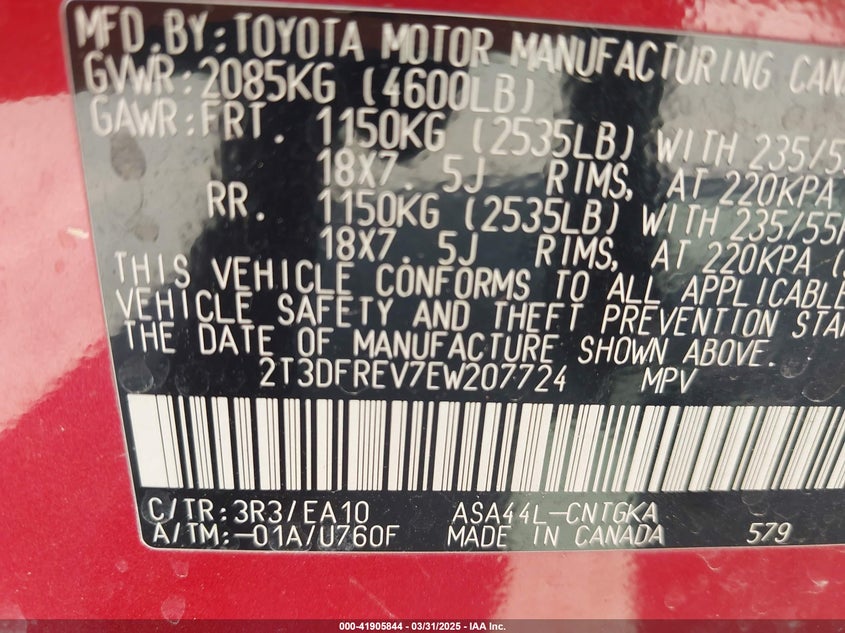 MFD.BY:TOYOTA MOTOR MANUFACTURING CANA
GVWR:2085KG (4600LB)
GAWR:FRT. 1150KG (2535LB) WITH 235/55
18X7.5J RIMS, AT 220KPA
RR. 1150KG (2535LB) WITH 235/55R
18X7.5J RIMS, AT 220KPA (
THIS VEHICLE CONFORMS TO ALL APPLICABLE
VEHICLE SAFETY AND THEFT PREVENTION STAN
THE DATE OF MANUFACTURE SHOWN ABOVE.
2T3DFREV7EW207724 MPV
C/TR:3R3/EA10 ASA44L-CNTGKA
A/TM:-01A/U760F MADE IN CANADA 579
000-41905844 | 03/31/2025 - IAA Inc.